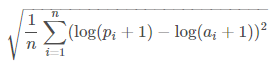 √(1/n ∑_{i=1}^{n} (log(p_i + 1) − log(a_i + 1))²)